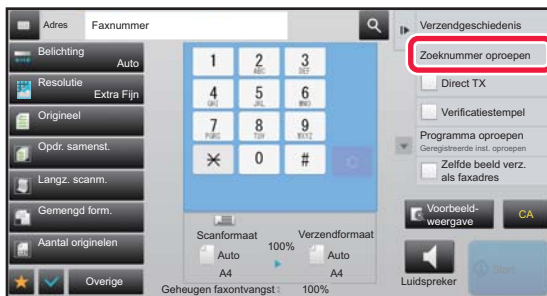 Adres
Faxnummer
Verzendgeschiedenis
Belichting
Auto
Zoeknummer oproepen
Resolutie
Extra Fijn
Direct TX
Origineel
Verificatiestempel
Opdr. samenst.
Programma oproepen
Geregistreerde inst. oproepen
Langz. scanm.
Zelfde beeld verz.
als faxadres
Gemengd form.
Aantal originelen
Overige
1
2
ABC
3
DEF
4
GHI
5
JKL
6
MNO
7
PQRS
8
TUV
9
WXYZ
0
#
C
Scanformaat
Verzendformaat
100%
Auto
Auto
A4
A4
Geheugen faxontvangst : 100%
Voorbeeld-
weergave
CA
Luidspreker
Start